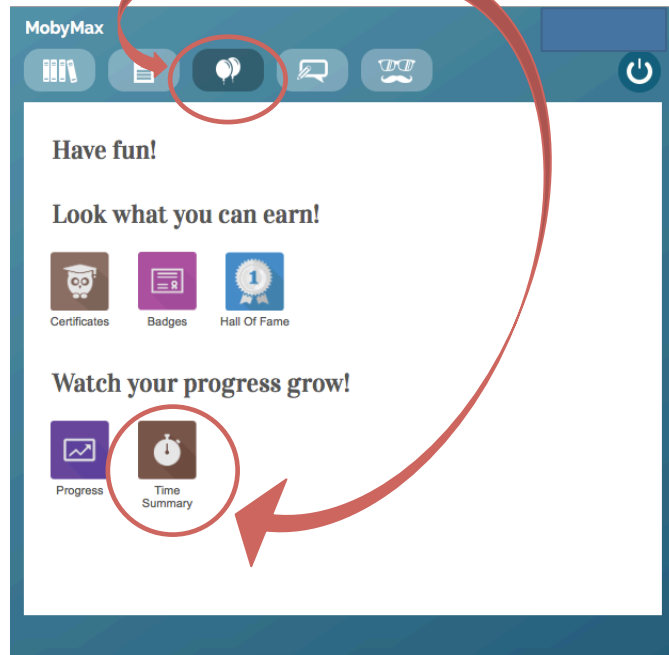 MobyMax
Have fun!
Look what you can earn!
Certificates
Badges
Hall Of Fame
1
Watch your progress grow!
Progress
Time
Summary